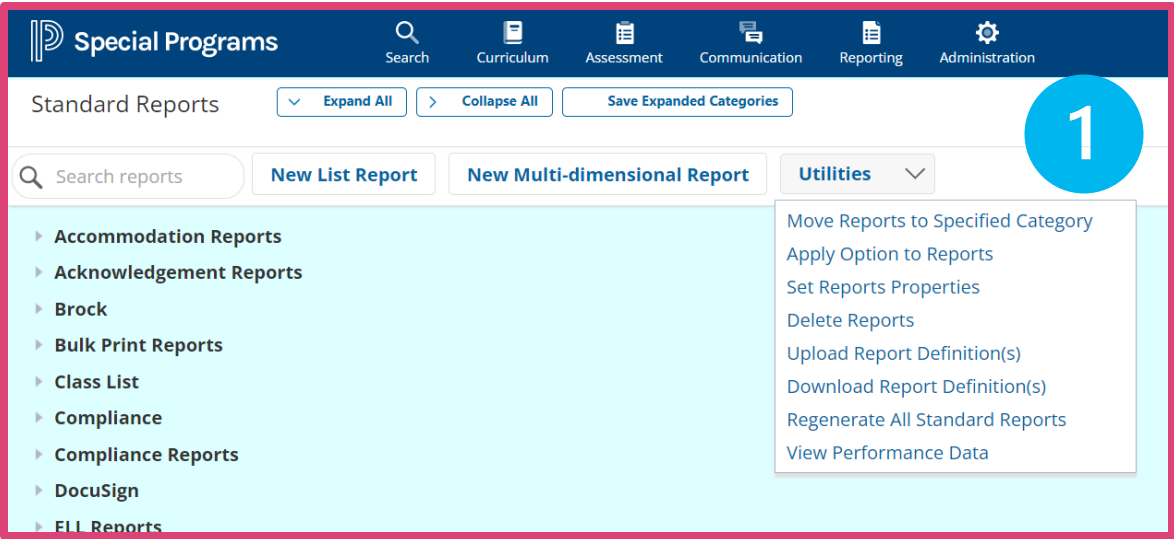 Special Programs
Search
Curriculum
Assessment
Communication
Reporting
Administration
Standard Reports
Expand All
Collapse All
Save Expanded Categories
1
Search reports
New List Report
New Multi-dimensional Report
Utilities
Move Reports to Specified Category
Apply Option to Reports
Set Reports Properties
Delete Reports
Upload Report Definition(s)
Download Report Definition(s)
Regenerate All Standard Reports
View Performance Data
Accommodation Reports
Acknowledgement Reports
Brock
Bulk Print Reports
Class List
Compliance
Compliance Reports
DocuSign
ELL Reports